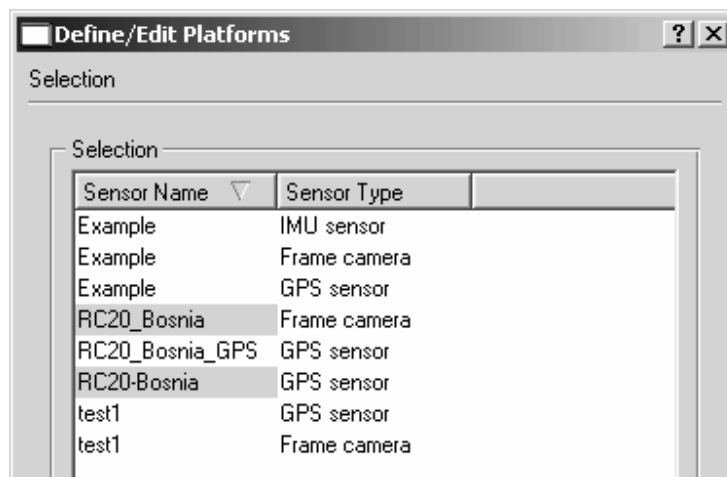 Define/Edit Platforms ? X
Selection
Selection
Sensor Name Sensor Type
Example IMU sensor
Example Frame camera
Example GPS sensor
RC20_Bosnia Frame camera
RC20_Bosnia_GPS GPS sensor
RC20-Bosnia GPS sensor
test1 GPS sensor
test1 Frame camera